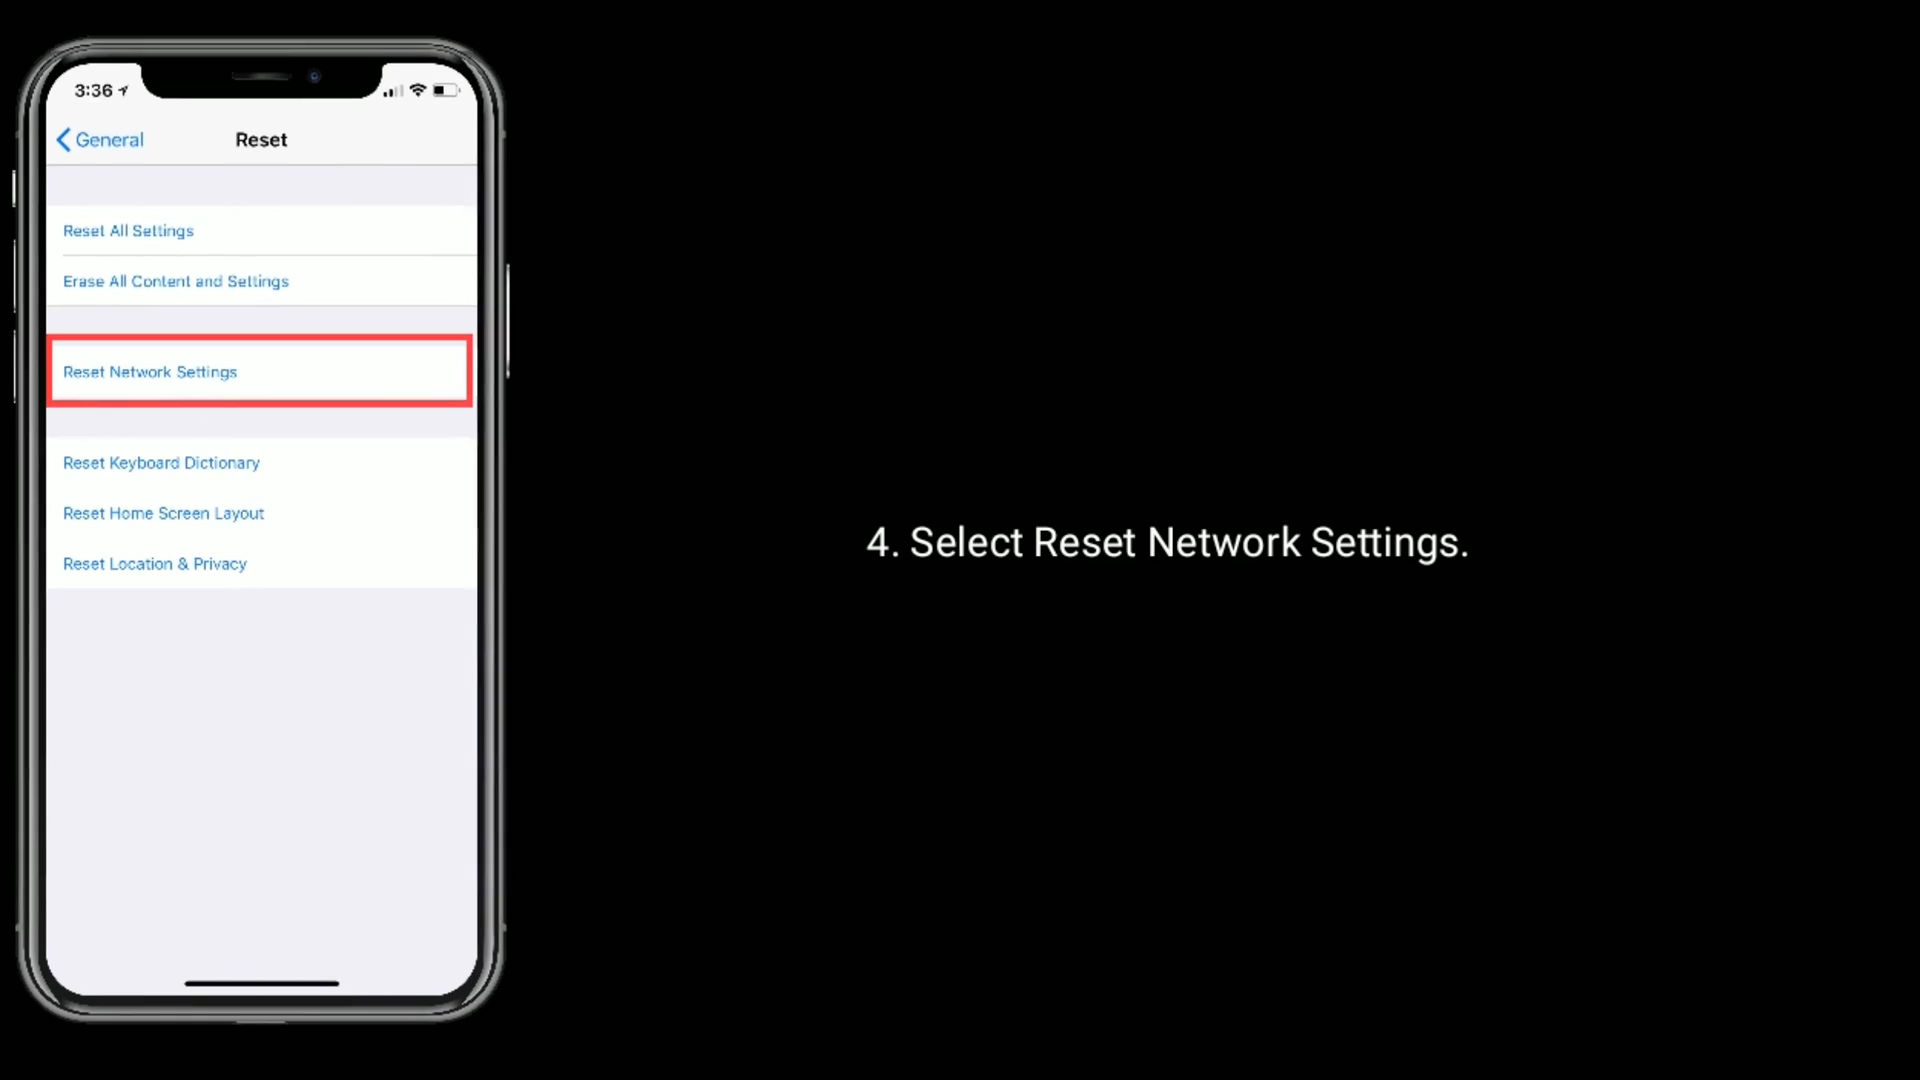 3:36
General
Reset
Reset All Settings
Erase All Content and Settings
Reset Network Settings
Reset Keyboard Dictionary
Reset Home Screen Layout
Reset Location & Privacy
4. Select Reset Network Settings.